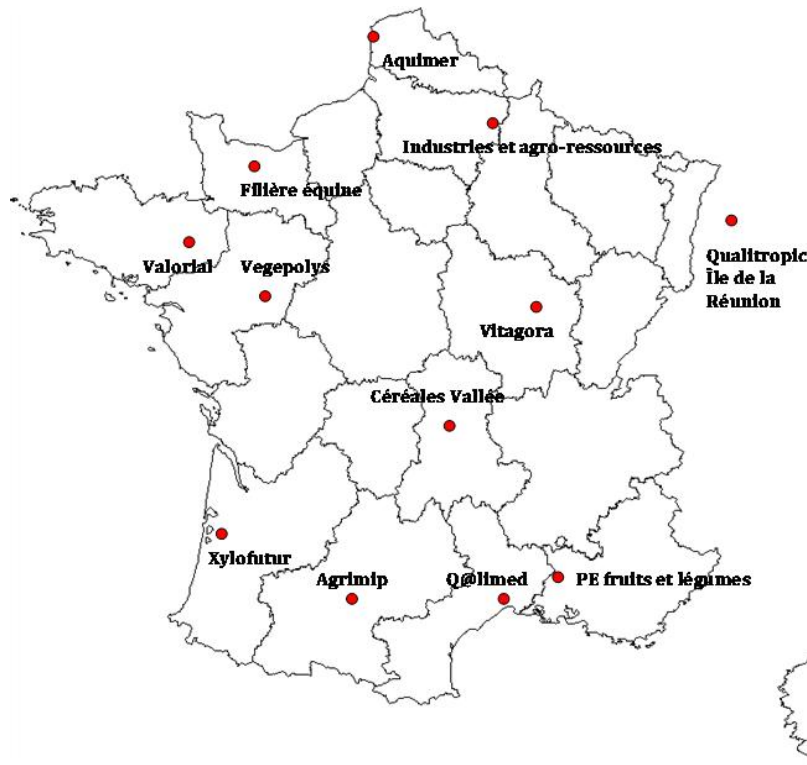 Aquimer
Industries et agro-ressources
Filière équine
Valorial
Vegepolys
Qualitropic
Île de la
Réunion
Vitagora
Céréales Vallée
Xylofutur
Agrimip
Q@limed
PE fruits et légumes